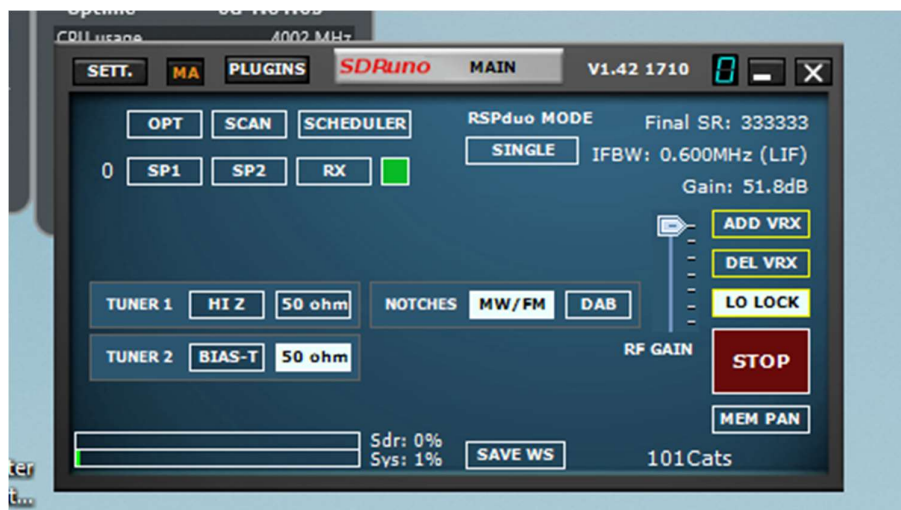 CPU usage 4002 MHz
SETT. MA PLUGINS SDRuno MAIN V1.42 1710 8
OPT SCAN SCHEDULER RSPduo MODE Final SR: 333333
0 SP1 SP2 RX SINGLE IFBW: 0.600MHz (LIF)
Gain: 51.8dB
ADD VRX
DEL VRX
TUNER 1 HI Z 50 ohm NOTCHES MW/FM DAB LO LOCK
TUNER 2 BIAS-T 50 ohm RF GAIN STOP
MEM PAN
Sdr: 0%
Sys: 1% SAVE WS 101Cats